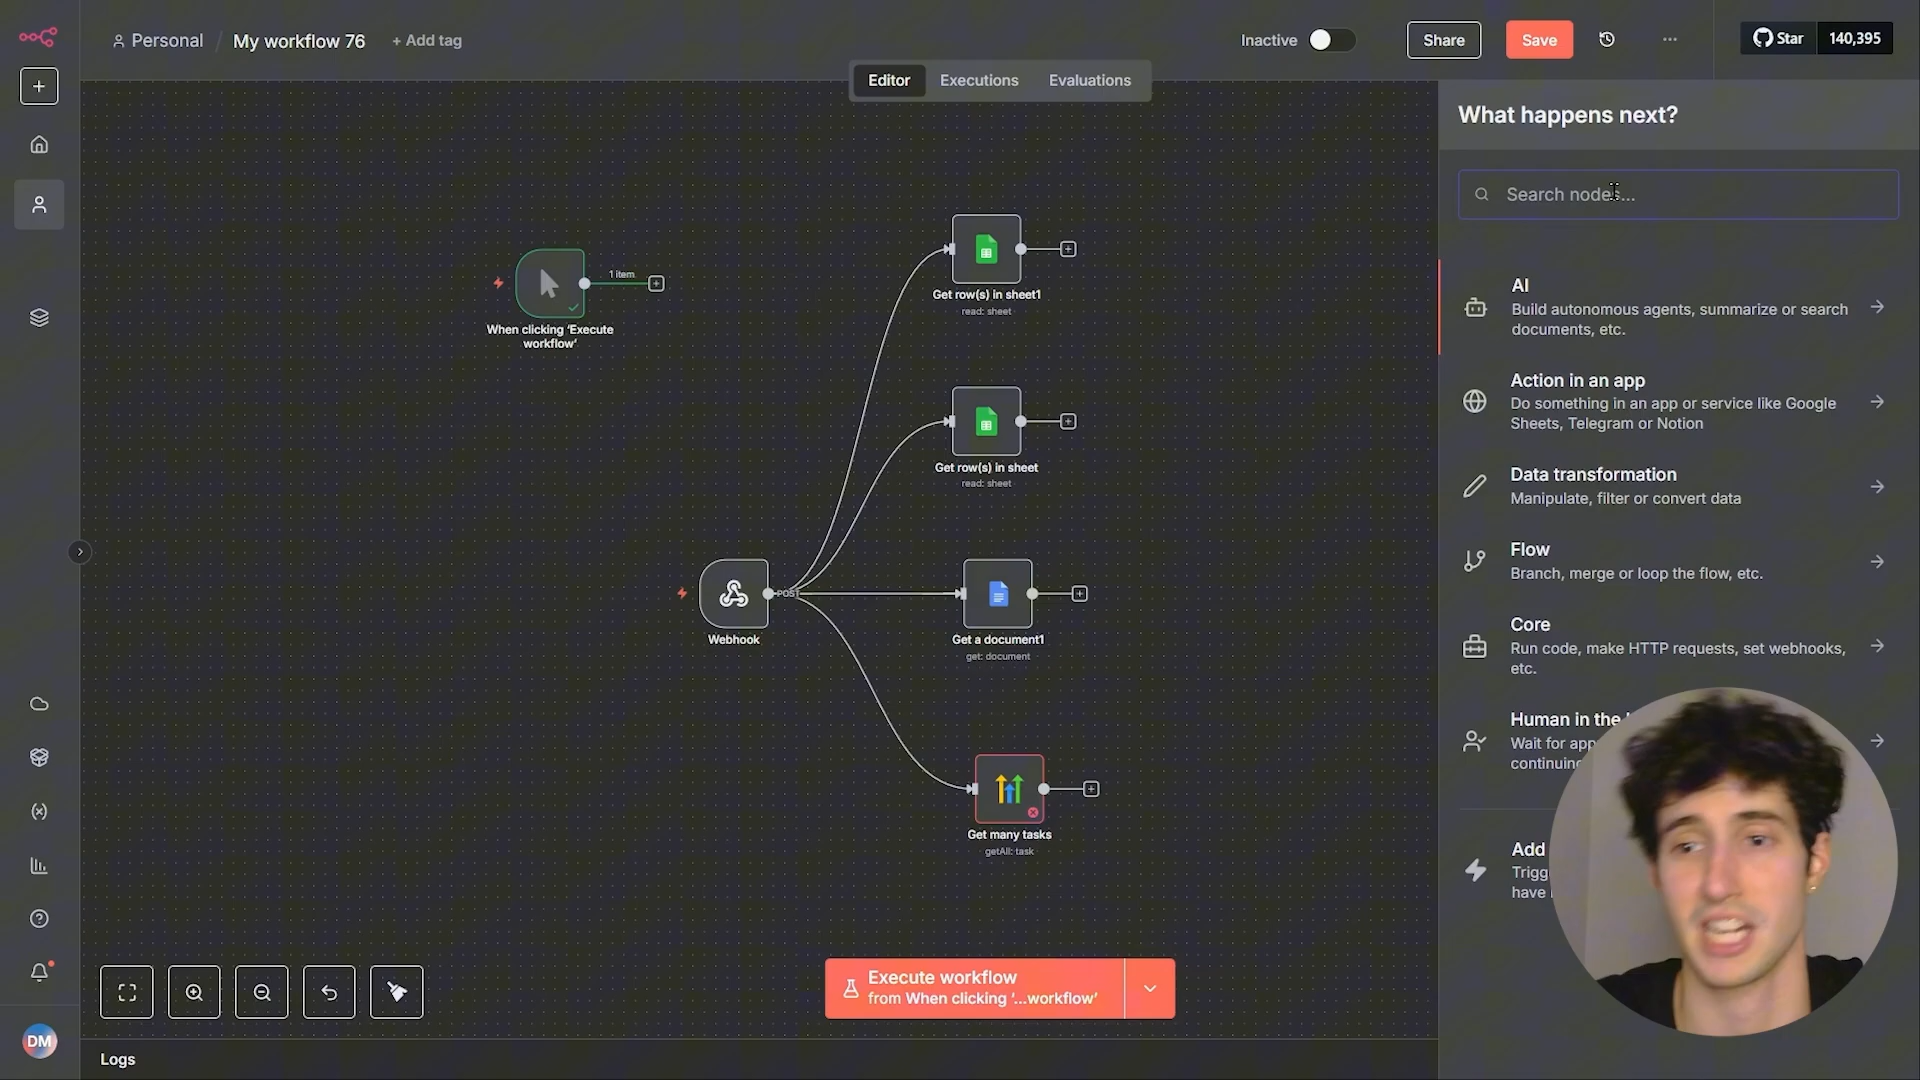 Personal / My workflow 76 + Add tag
Inactive
Share
Save
Star 140,395
Editor Executions Evaluations
What happens next?
Search nodes...
1 item
When clicking ‘Execute
workflow’
Get row(s) in sheet1
read: sheet
Get row(s) in sheet
read: sheet
POST
Webhook
Get a document1
get: document
Get many tasks
getAll: task
AI
Build autonomous agents, summarize or search
documents, etc.
Action in an app
Do something in an app or service like Google
Sheets, Telegram or Notion
Data transformation
Manipulate, filter or convert data
Flow
Branch, merge or loop the flow, etc.
Core
Run code, make HTTP requests, set webhooks,
etc.
Human in the
Wait for app
continuing
Add
Trigg
have
Execute workflow
from When clicking ‘...workflow’
DM
Logs